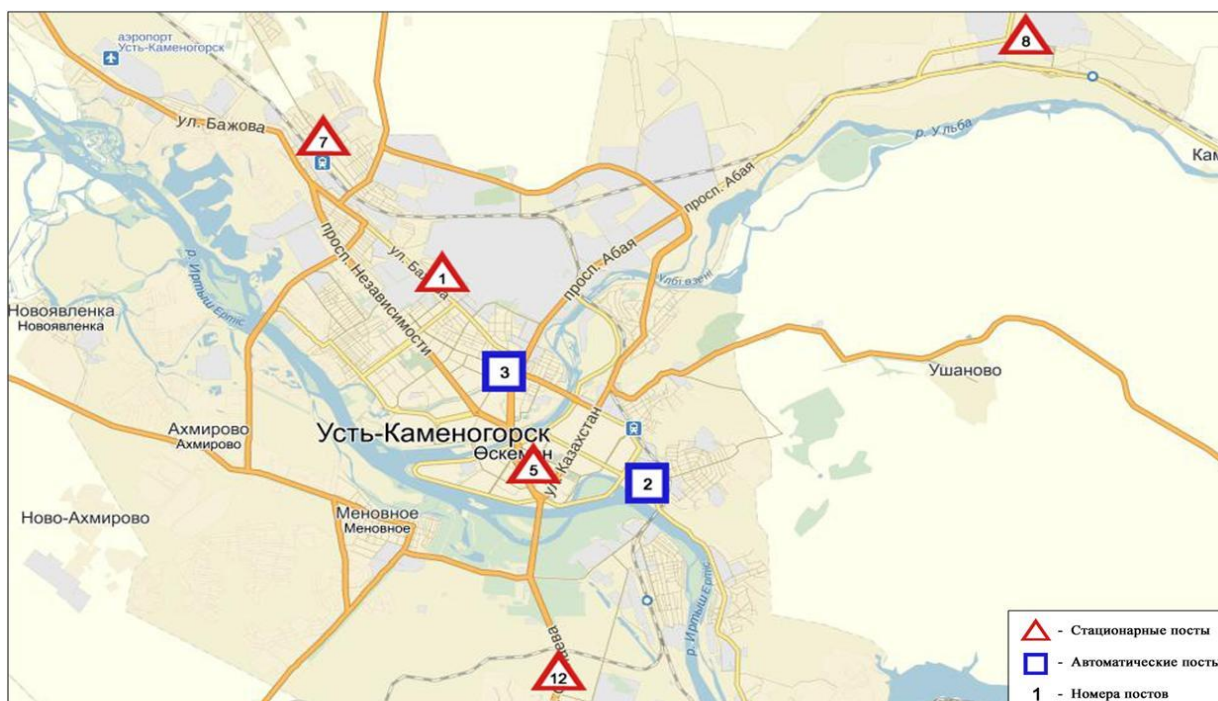 аэропорт
Усть-Каменогорск
8
ул. Бажова
7
р. Ульба
Кам
просп. Абая
ул. Ба
1
просп. Независимости
р. Иртыш Ертіс
просп. Абая
Үлбі өзені
Новоявленка
Новоявленка
3
Ушаново
Ахмирово
Ахмирово
Усть-Каменогорск
Өскемен
5
ул. Казахстан
2
Ново-Ахмирово
Меновное
Меновное
р. Иртыш Ертіс
12
- Стационарные посты
- Автоматические посты
1 - Номера постов